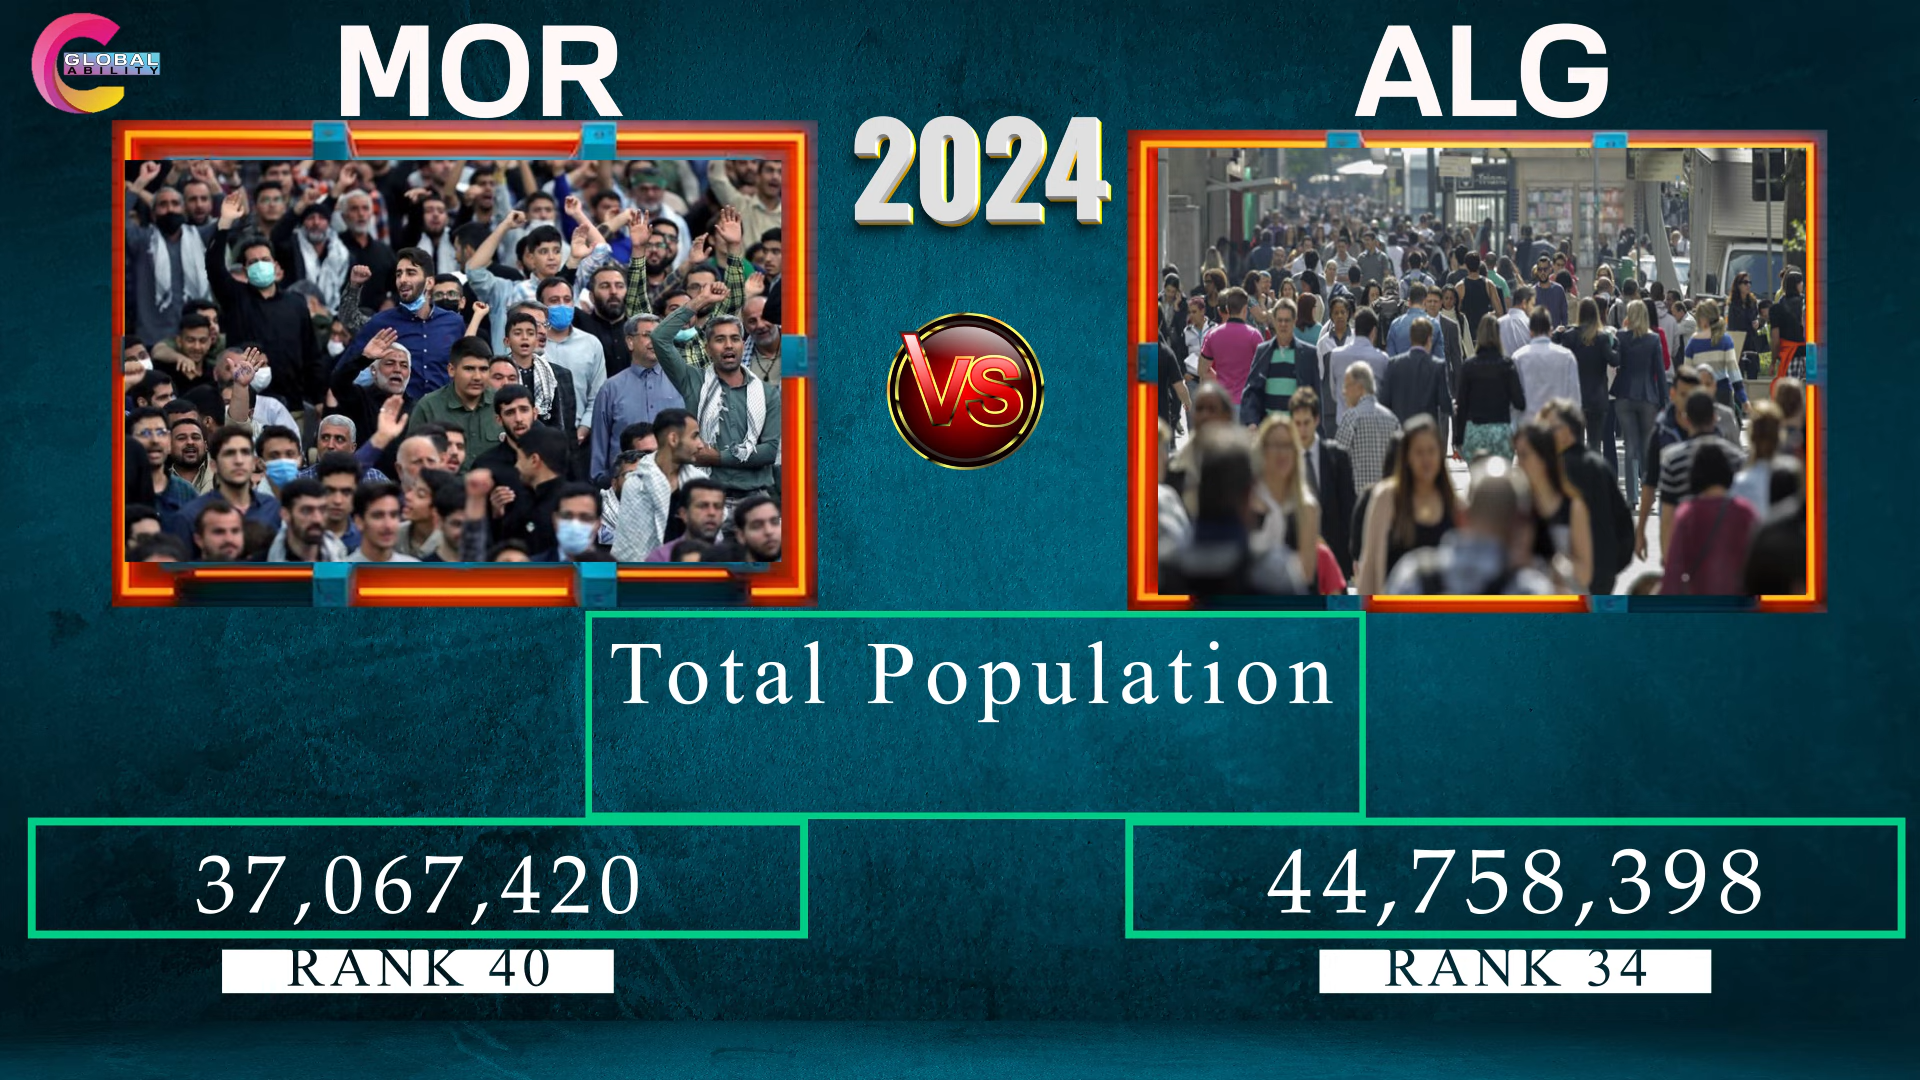 GLOBAL
ABILITY
MOR
ALG
2024
VS
Total Population
37,067,420
44,758,398
RANK 40
RANK 34